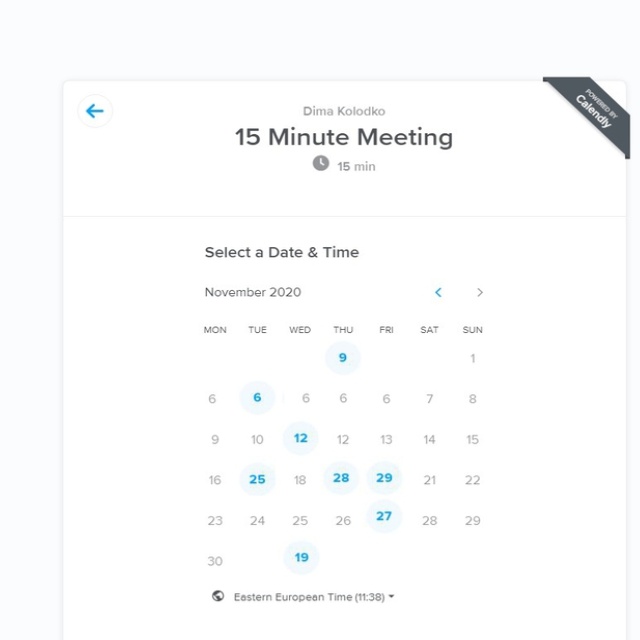 POWERED BY
Calendly
Dima Kolodko
15 Minute Meeting
15 min
Select a Date & Time
November 2020
MON TUE WED THU FRI SAT SUN
9 1
6 6 6 6 6 7 8
9 10 12 12 13 14 15
16 25 18 28 29 21 22
23 24 25 26 27 28 29
30 19
Eastern European Time (11:38)